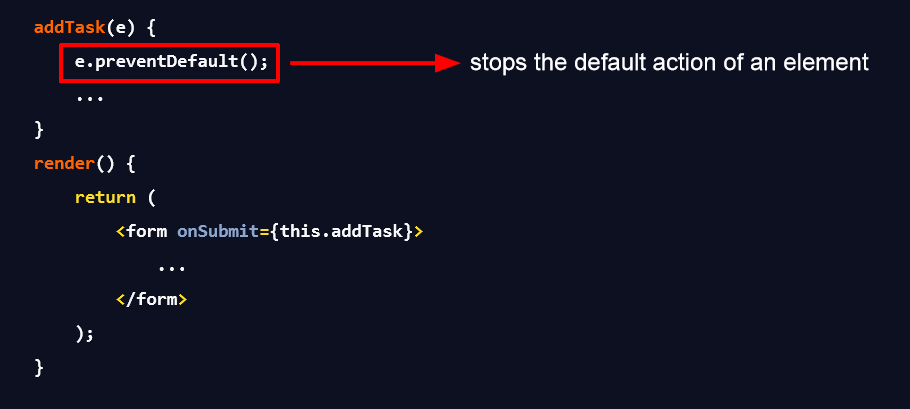 addTask(e) {
e.preventDefault();
stops the default action of an element
...
}
render() {
return (
<form onSubmit={this.addTask}>
...
</form>
);
}